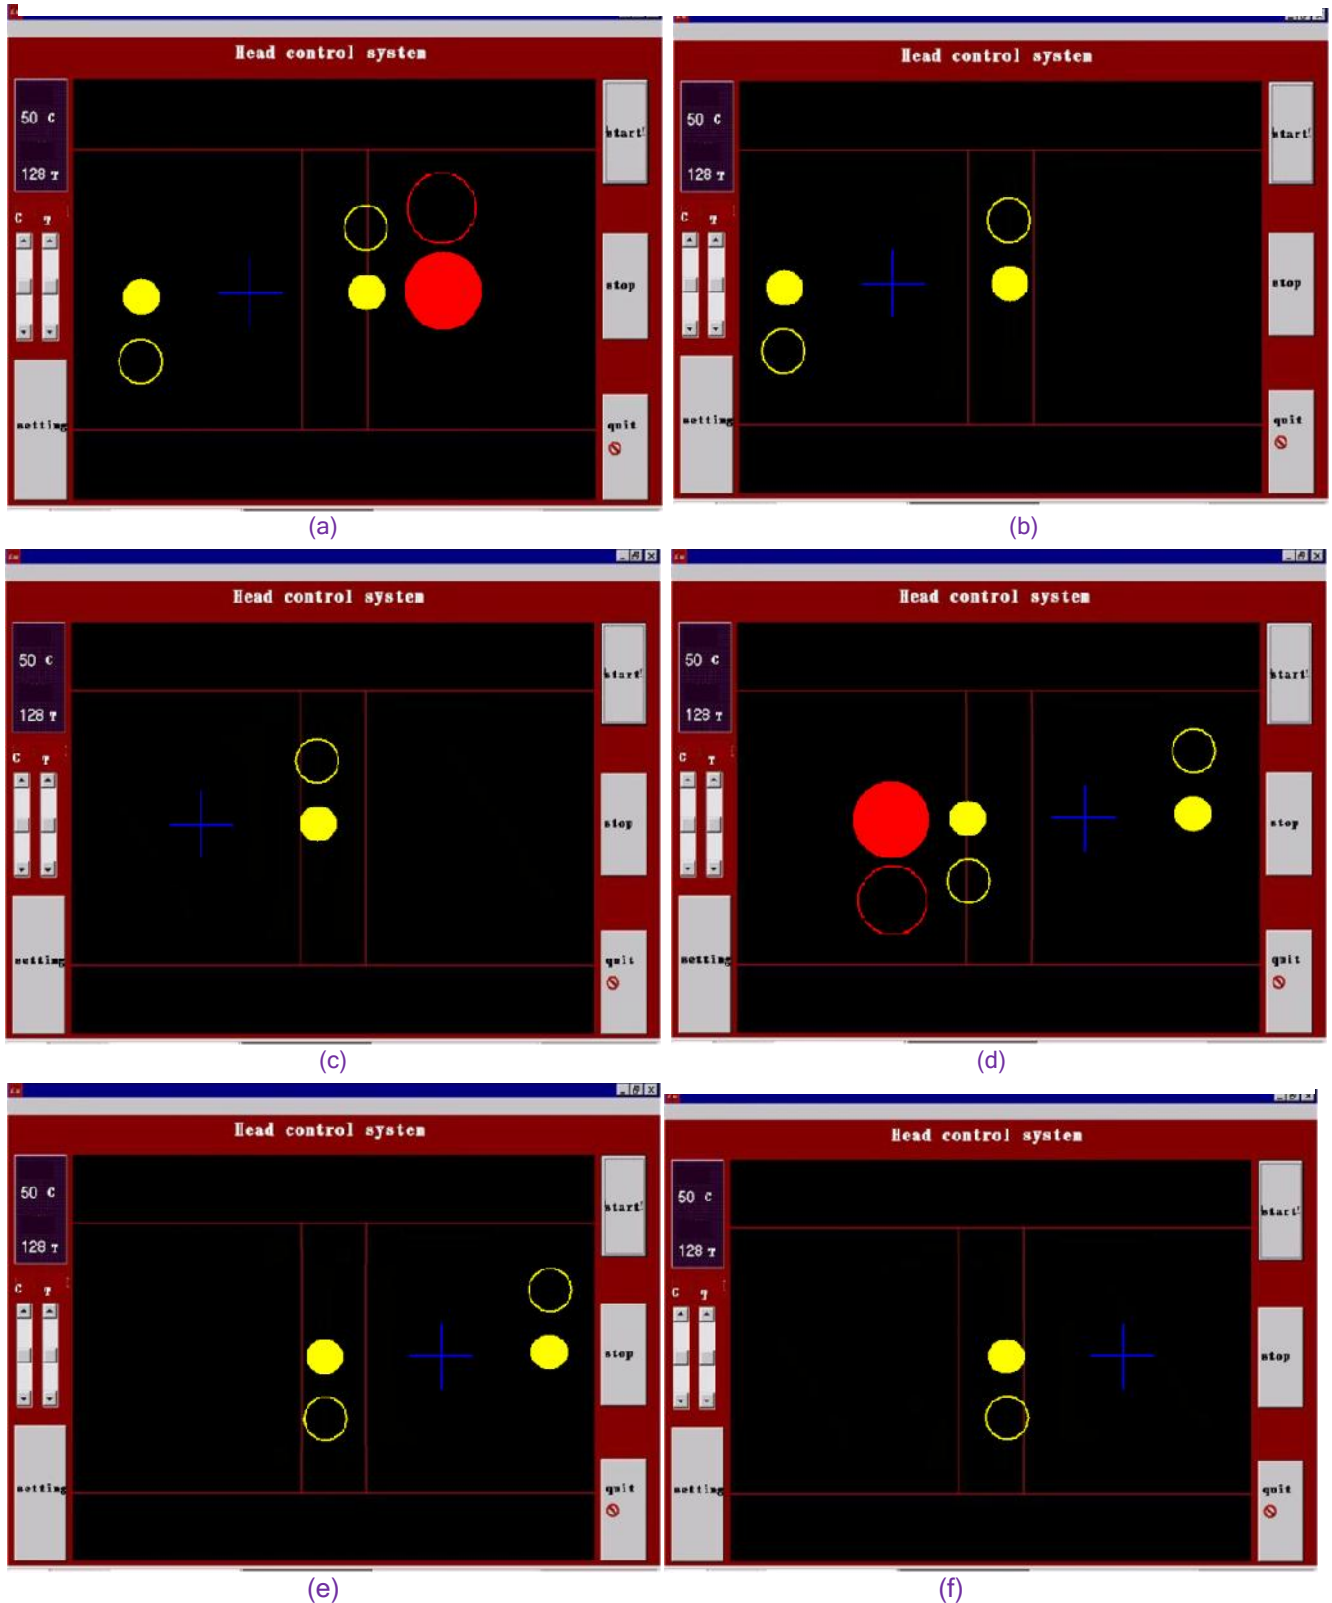 Head control system
50 C
128 T
C T
start!
stop
setting
quit
(a)
Head control system
50 C
128 T
C T
start!
stop
setting
quit
(b)
Head control system
50 C
128 T
C T
start!
stop
setting
quit
(c)
Head control system
50 C
128 T
C T
start!
stop
setting
quit
(d)
Head control system
50 C
128 T
C T
start!
stop
setting
quit
(e)
Head control system
50 C
128 T
C T
start!
stop
setting
quit
(f)